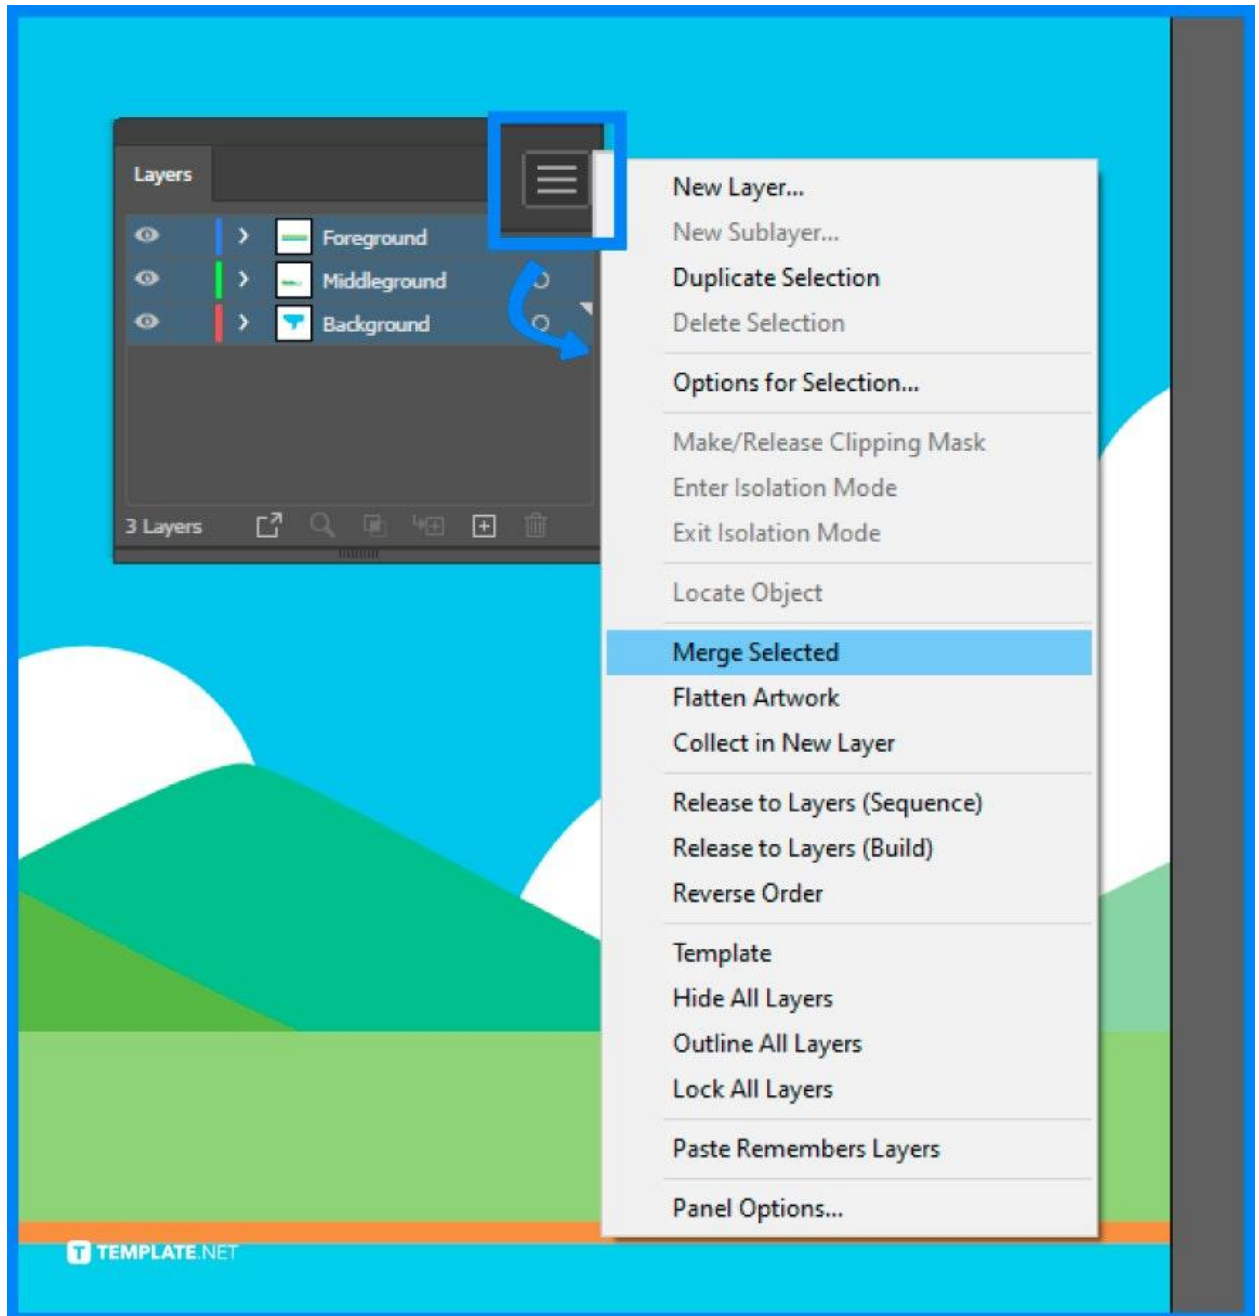 Layers
Foreground
Middleground
Background
3 Layers
New Layer...
New Sublayer...
Duplicate Selection
Delete Selection
Options for Selection...
Make/Release Clipping Mask
Enter Isolation Mode
Exit Isolation Mode
Locate Object
Merge Selected
Flatten Artwork
Collect in New Layer
Release to Layers (Sequence)
Release to Layers (Build)
Reverse Order
Template
Hide All Layers
Outline All Layers
Lock All Layers
Paste Remembers Layers
Panel Options...
T TEMPLATE.NET